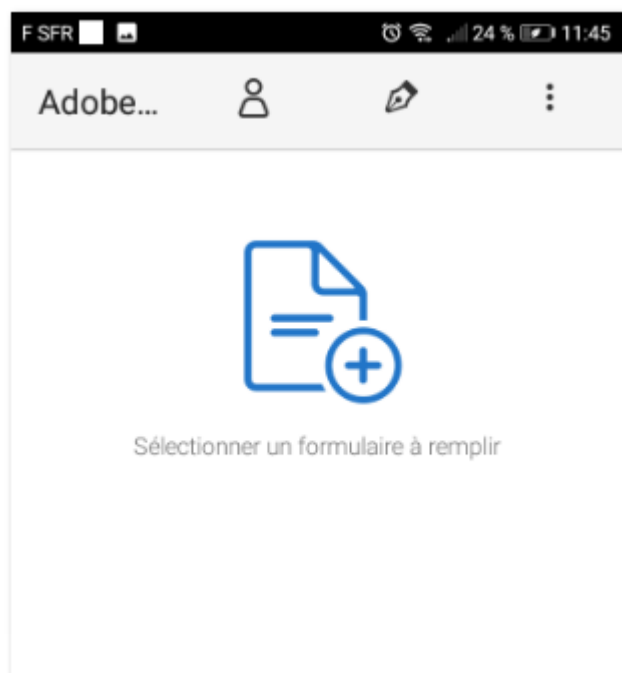 F SFR 24 % 11:45
Adobe...
Sélectionner un formulaire à remplir